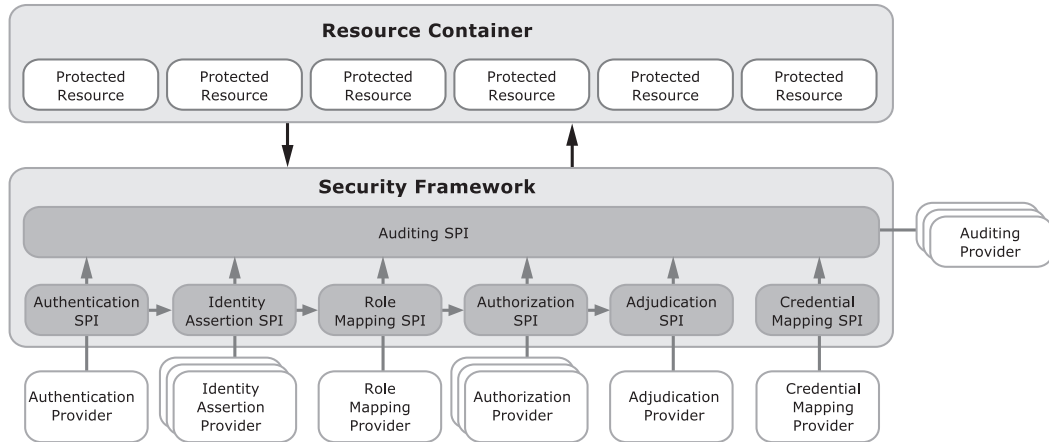 Resource Container
Protected
Resource
Protected
Resource
Protected
Resource
Protected
Resource
Protected
Resource
Protected
Resource
Security Framework
Auditing SPI
Auditing
Provider
Authentication
SPI
Identity
Assertion SPI
Role
Mapping SPI
Authorization
SPI
Adjudication
SPI
Credential
Mapping SPI
Authentication
Provider
Identity
Assertion
Provider
Role
Mapping
Provider
Authorization
Provider
Adjudication
Provider
Credential
Mapping
Provider